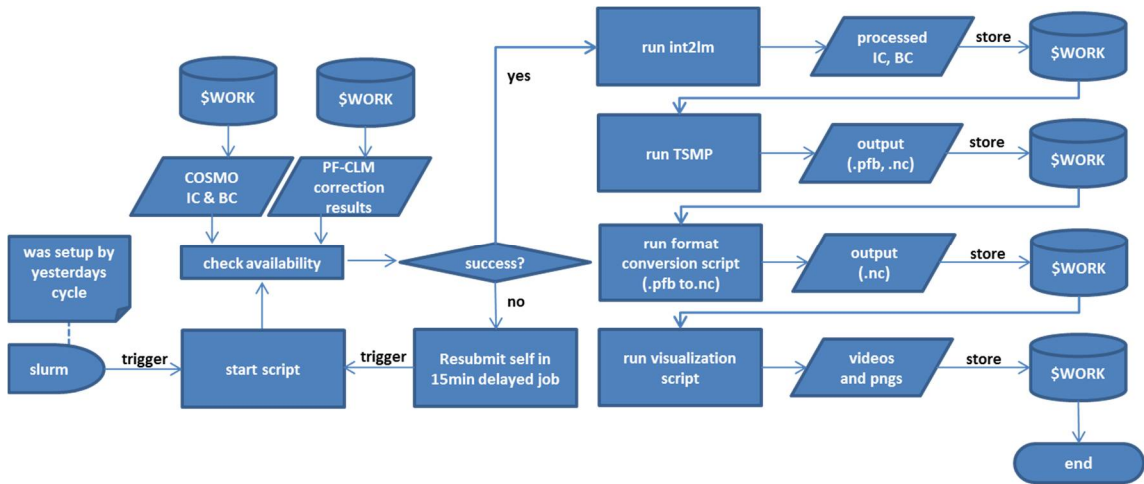 $WORK
$WORK
COSMO
IC & BC
PF-CLM
correction
results
was setup by
yesterdays
cycle
slurm
trigger
start script
check availability
success?
yes
no
Resubmit self in
15min delayed job
trigger
run int2lm
processed
IC, BC
store
$WORK
run TSMP
output
(.pfb, .nc)
store
$WORK
run format
conversion script
(.pfb to.nc)
output
(.nc)
store
$WORK
run visualization
script
videos
and pngs
store
$WORK
end